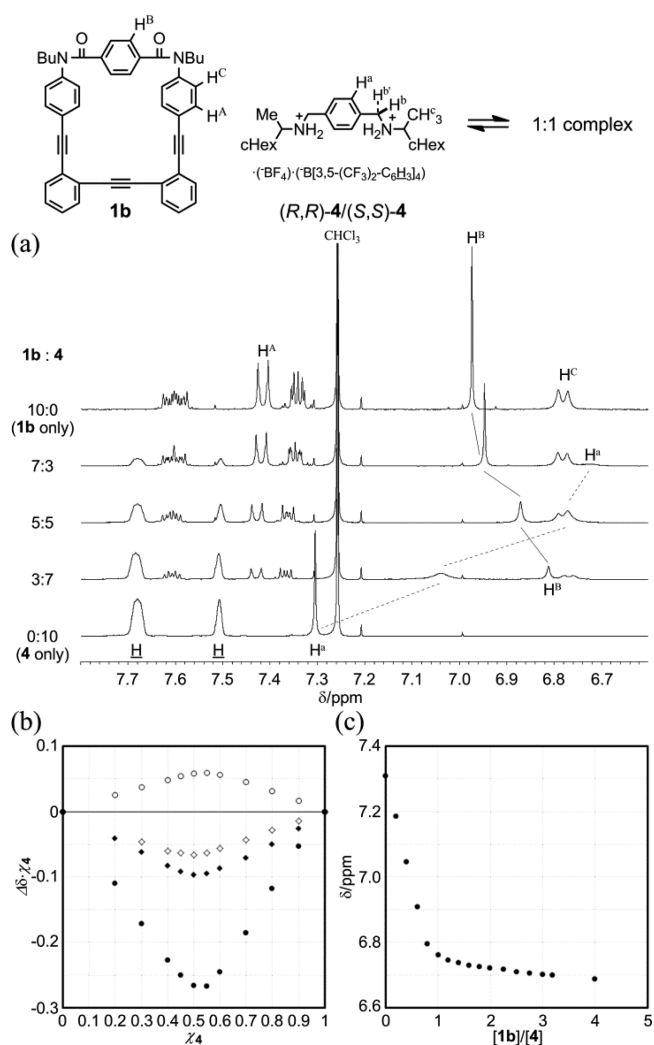 H^B
O O
BuN NBu
H^C
H^A
1b
H^a
H^b' H^b
Me H^c_3
+NH2 NH2+
cHex cHex
·(⁻BF4)·(⁻B[3,5-(CF3)2-C6H3]4)
(R,R)-4/(S,S)-4
1:1 complex
(a)
CHCl3
H^B
1b : 4
H^A
H^C
10:0
(1b only)
7:3
H^a
5:5
3:7
H^B
0:10
(4 only)
H H H^a
7.7 7.6 7.5 7.4 7.3 7.2 7.1 7.0 6.9 6.8 6.7
δ/ppm
(b)
0.1
0
-0.1
-0.2
-0.3
Δδ·χ4
0 0.1 0.2 0.3 0.4 0.5 0.6 0.7 0.8 0.9 1
χ4
(c)
7.4
7.2
7.0
6.8
6.6
δ/ppm
0 1 2 3 4 5
[1b]/[4]